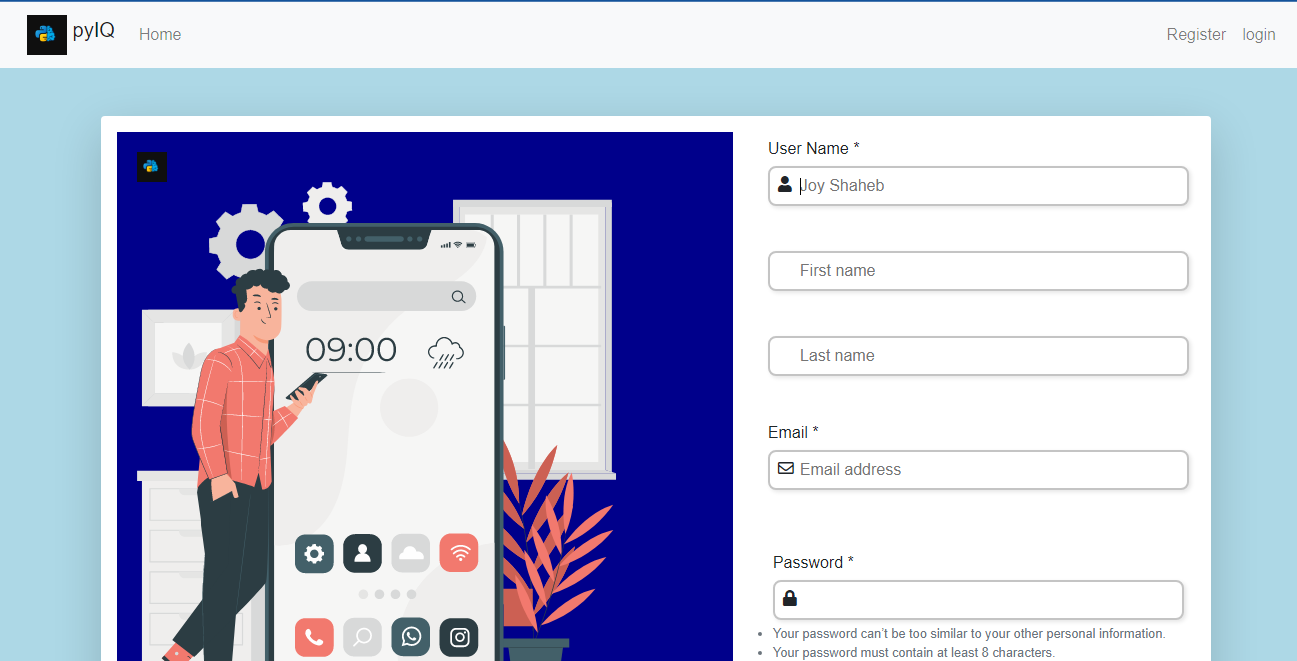 pyIQ Home Register login
User Name *
Joy Shaheb
First name
Last name
09:00
Email *
Email address
Password *
Your password can't be too similar to your other personal information.
Your password must contain at least 8 characters.